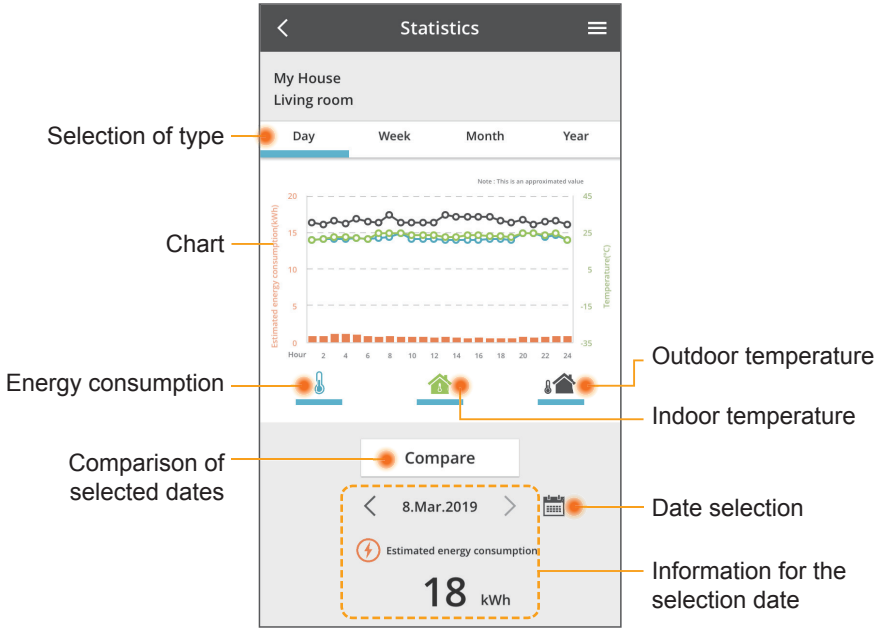 Statistics
My House
Living room
Selection of type
Day Week Month Year
Note : This is an approximated value
Chart
Estimated energy consumption(kWh)
20
15
10
5
0
45
25
5
-15
-35
Temperature(°C)
Hour 2 4 6 8 10 12 14 16 18 20 22 24
Energy consumption
Outdoor temperature
Indoor temperature
Comparison of
selected dates
Compare
8.Mar.2019
Date selection
Estimated energy consumption
18 kWh
Information for the
selection date